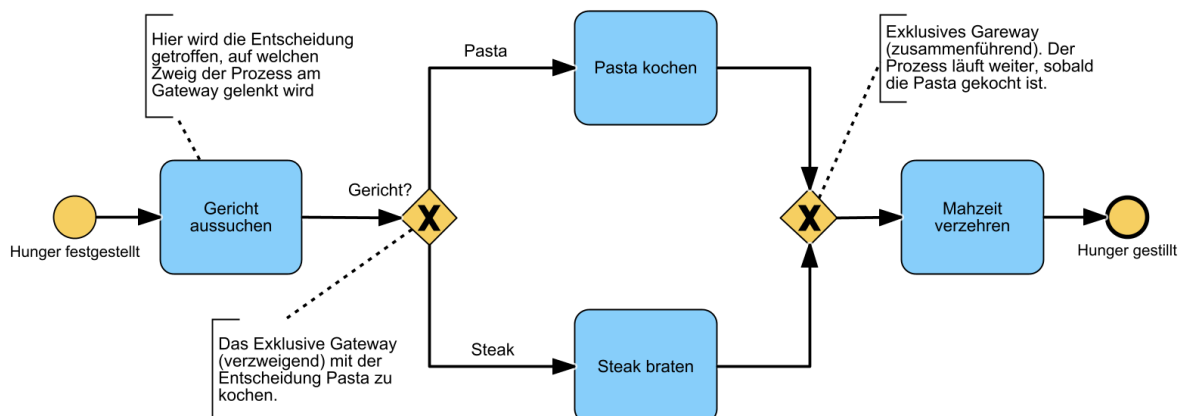 Hier wird die Entscheidung
getroffen, auf welchen
Zweig der Prozess am
Gateway gelenkt wird
Pasta
Pasta kochen
Exklusives Gareway
(zusammenführend). Der
Prozess läuft weiter, sobald
die Pasta gekocht ist.
Hunger festgestellt
Gericht
aussuchen
Gericht?
X
X
Mahzeit
verzehren
Hunger gestillt
Das Exklusive Gateway
(verzweigend) mit der
Entscheidung Pasta zu
kochen.
Steak
Steak braten